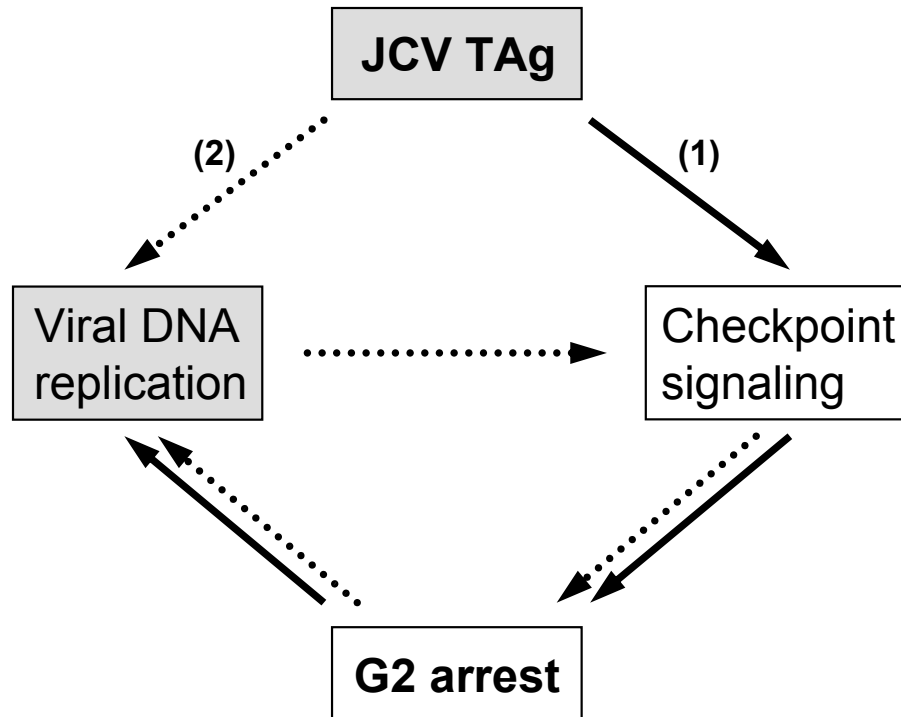 JCV TAg
(2)
(1)
Viral DNA
replication
Checkpoint
signaling
G2 arrest